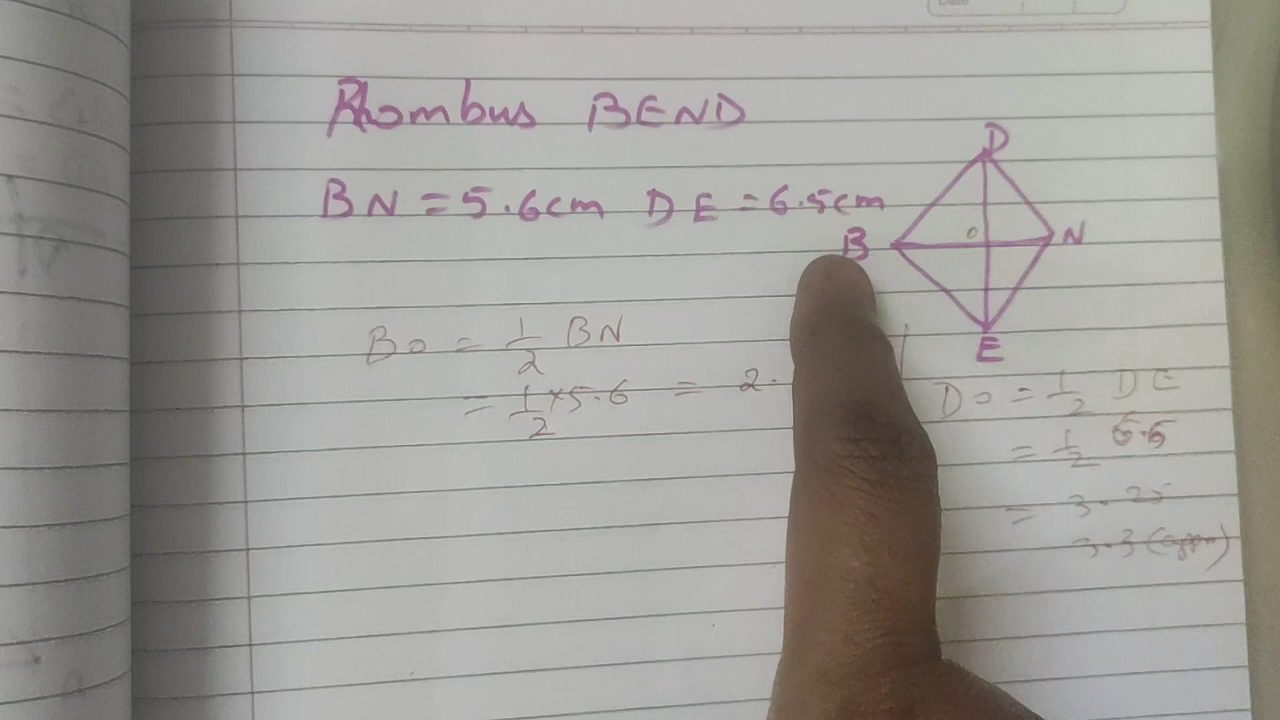 Rhombus BEND
BN = 5.6cm DE = 6.5cm
D
B
o
N
E
Bo = 1/2 BN
= 1/2 × 5.6 = 2.
Do = 1/2 DE
= 1/2 6.5
= 3.25
3.3